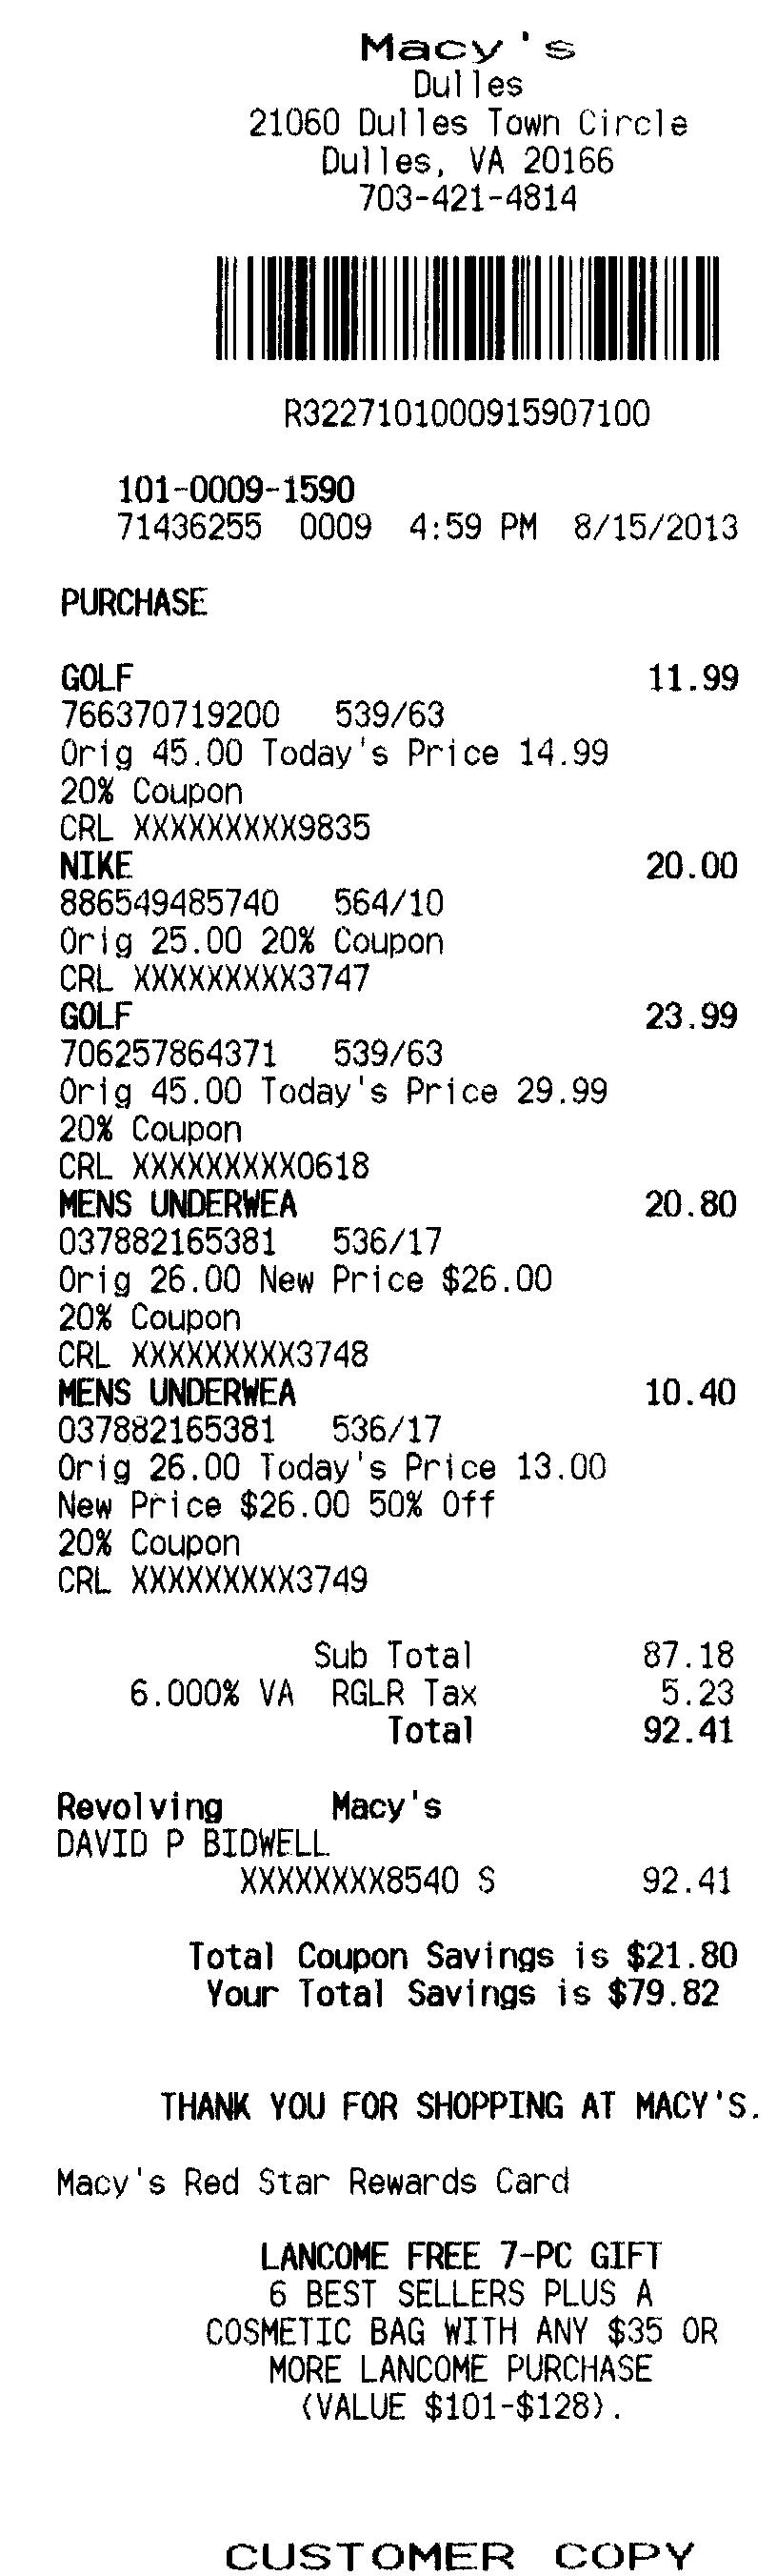 Macy's
Dulles
21060 Dulles Town Circle
Dulles, VA 20166
703-421-4814
R3227101000915907100
101-0009-1590
71436255 0009 4:59 PM 8/15/2013
PURCHASE
GOLF 11.99
766370719200 539/63
Orig 45.00 Today's Price 14.99
20% Coupon
CRL XXXXXXXXX9835
NIKE 20.00
886549485740 564/10
Orig 25.00 20% Coupon
CRL XXXXXXXXX3747
GOLF 23.99
706257864371 539/63
Orig 45.00 Today's Price 29.99
20% Coupon
CRL XXXXXXXXX0618
MENS UNDERWEA 20.80
037882165381 536/17
Orig 26.00 New Price $26.00
20% Coupon
CRL XXXXXXXXX3748
MENS UNDERWEA 10.40
037882165381 536/17
Orig 26.00 Today's Price 13.00
New Price $26.00 50% Off
20% Coupon
CRL XXXXXXXXX3749
Sub Total 87.18
6.000% VA RGLR Tax 5.23
Total 92.41
Revolving Macy's
DAVID P BIDWELL
XXXXXXXX8540 S 92.41
Total Coupon Savings is $21.80
Your Total Savings is $79.82
THANK YOU FOR SHOPPING AT MACY'S.
Macy's Red Star Rewards Card
LANCOME FREE 7-PC GIFT
6 BEST SELLERS PLUS A
COSMETIC BAG WITH ANY $35 OR
MORE LANCOME PURCHASE
(VALUE $101-$128).
CUSTOMER COPY